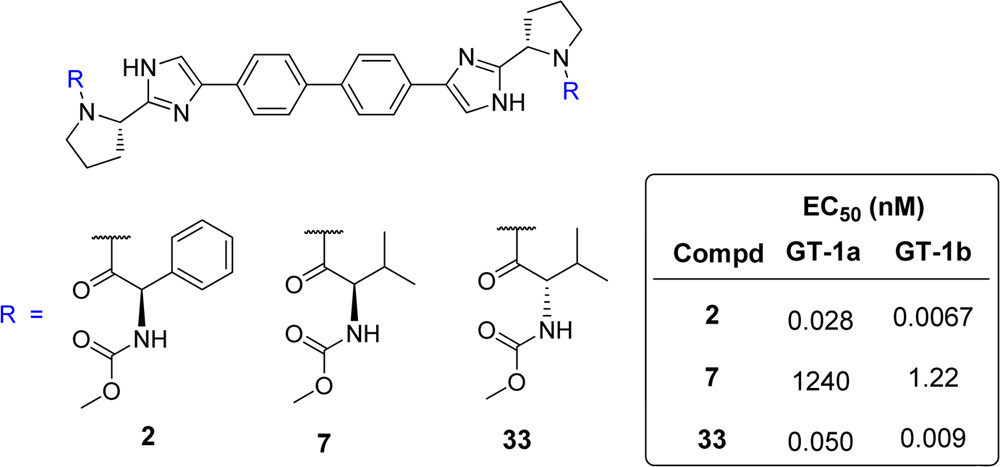 HN
N
N
R
N
NH
N
R
R =
O
O
NH
O
2
O
O
NH
O
7
O
O
NH
O
33
EC50 (nM)
Compd GT-1a GT-1b
2 0.028 0.0067
7 1240 1.22
33 0.050 0.009